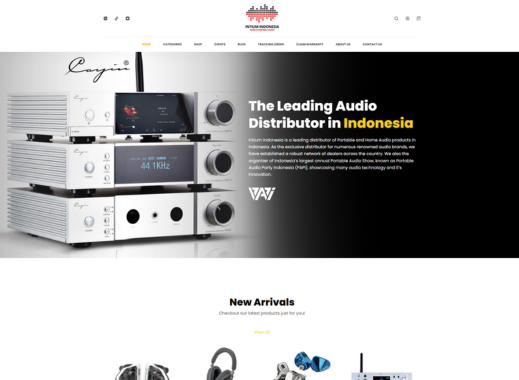 INTIUM INDONESIA
HOME CATEGORIES SHOP EVENTS BLOG TRACKING ORDER CLAIM WARRANTY ABOUT US CONTACT US
Cayin
The Leading Audio
Distributor in Indonesia
Intium Indonesia is a leading distributor of Portable and Home Audio products in
Indonesia. As the exclusive distributor for numerous renowned audio brands, we
have established a robust network of dealers across the country. We also the
organizer of Indonesia's largest annual Portable Audio Show, known as Portable
Audio Party Indonesia (PAPI), showcasing many audio technology and it's
innovation.
Cayin
44.1KHz
Cayin
New Arrivals
Checkout our latest products just for you!
View All